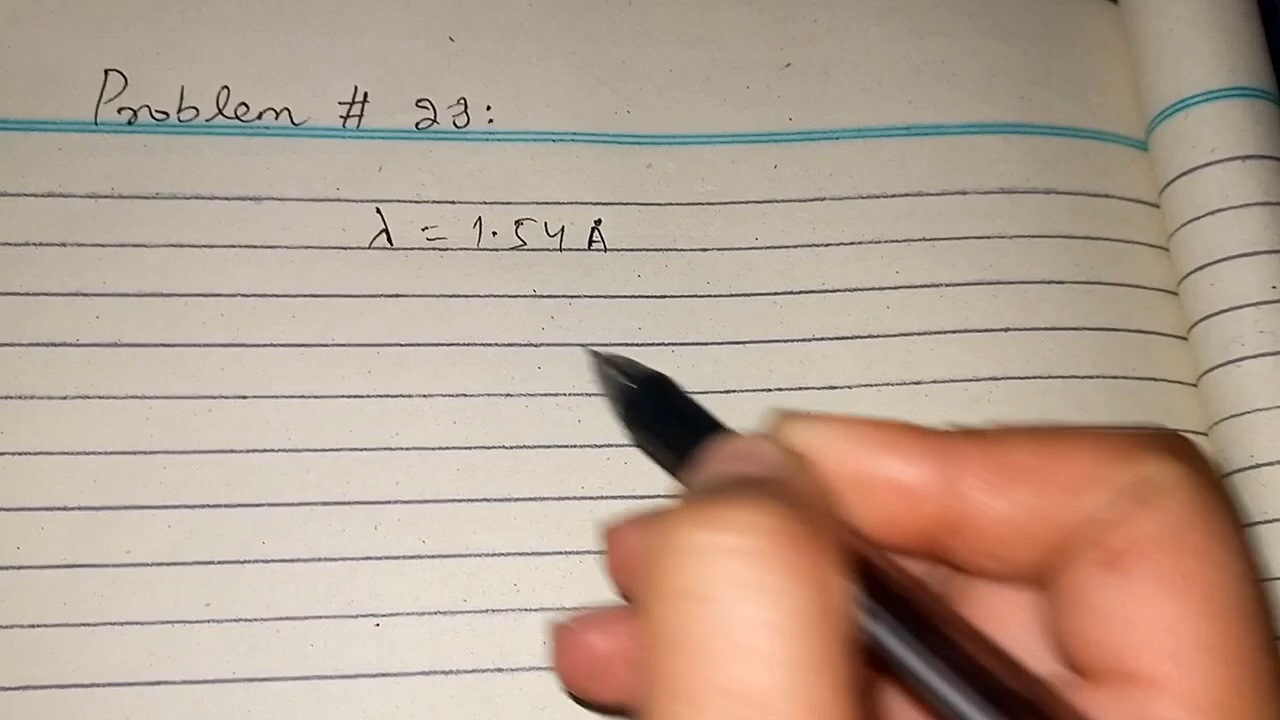 Problem # 23:
λ = 1.54 Å